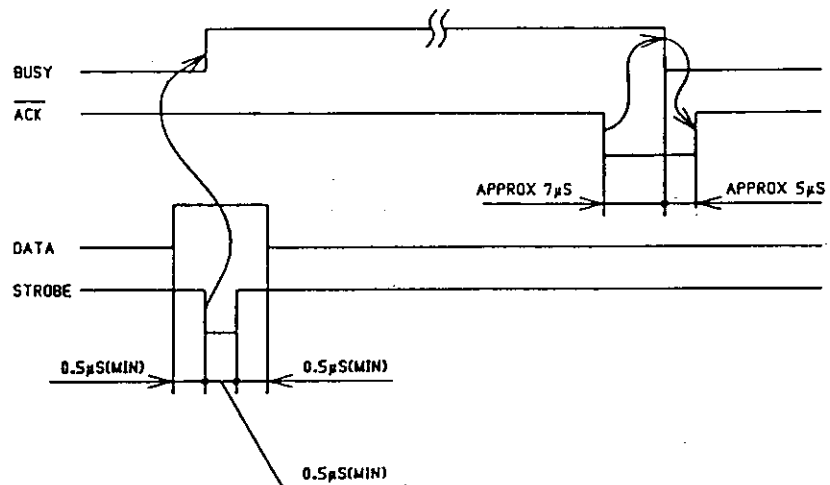 BUSY
ACK
APPROX 7µS
APPROX 5µS
DATA
STROBE
0.5µS(MIN)
0.5µS(MIN)
0.5µS(MIN)